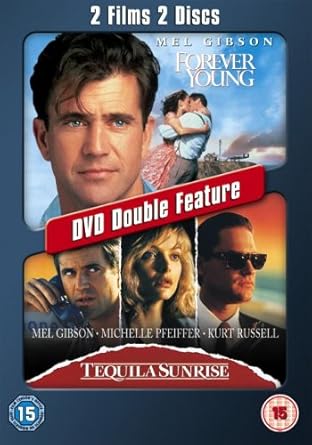 2 Films 2 Discs
MEL GIBSON
FOREVER
YOUNG
DVD Double Feature
MEL GIBSON · MICHELLE PFEIFFER · KURT RUSSELL
TEQUILA SUNRISE
15
15